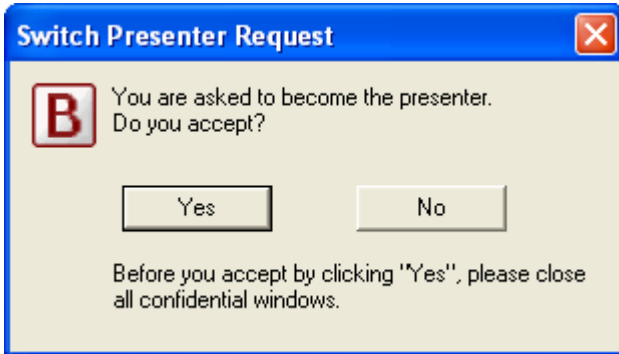 Switch Presenter Request
B
You are asked to become the presenter.
Do you accept?
Yes
No
Before you accept by clicking "Yes", please close
all confidential windows.